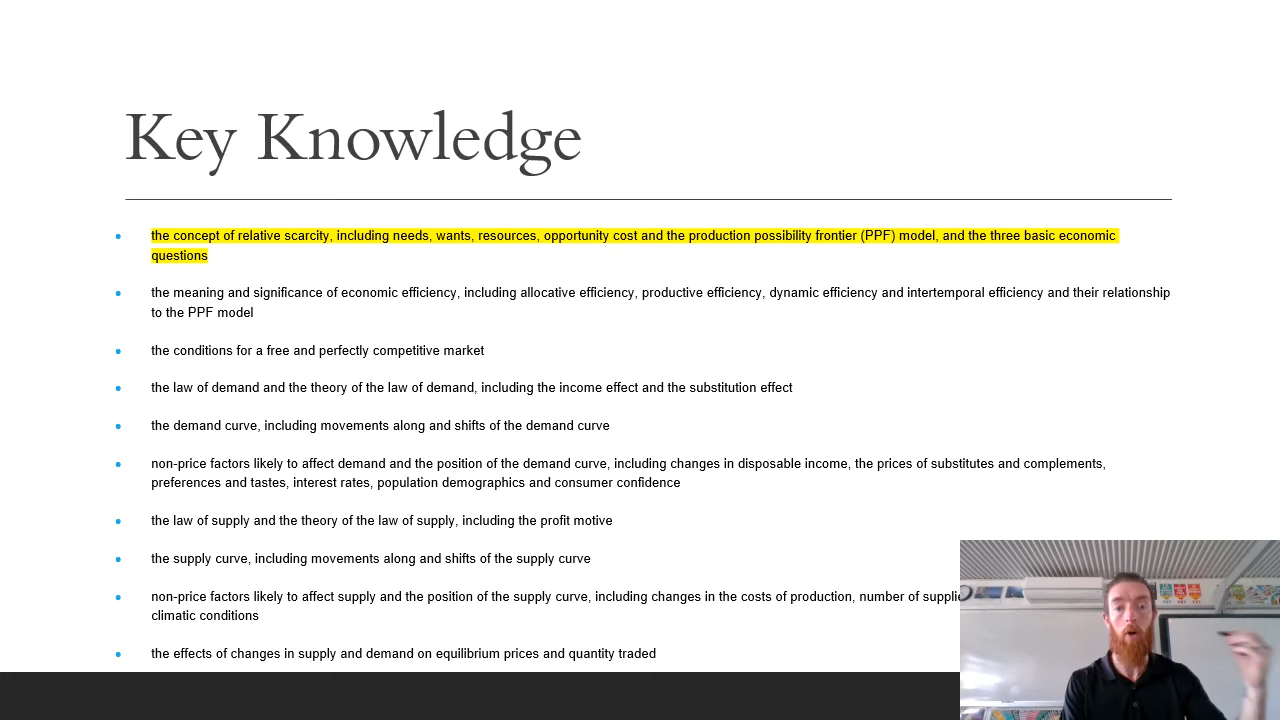 Key Knowledge
the concept of relative scarcity, including needs, wants, resources, opportunity cost and the production possibility frontier (PPF) model, and the three basic economic
questions
the meaning and significance of economic efficiency, including allocative efficiency, productive efficiency, dynamic efficiency and intertemporal efficiency and their relationship
to the PPF model
the conditions for a free and perfectly competitive market
the law of demand and the theory of the law of demand, including the income effect and the substitution effect
the demand curve, including movements along and shifts of the demand curve
non-price factors likely to affect demand and the position of the demand curve, including changes in disposable income, the prices of substitutes and complements,
preferences and tastes, interest rates, population demographics and consumer confidence
the law of supply and the theory of the law of supply, including the profit motive
the supply curve, including movements along and shifts of the supply curve
non-price factors likely to affect supply and the position of the supply curve, including changes in the costs of production, number of
climatic conditions
the effects of changes in supply and demand on equilibrium prices and quantity traded